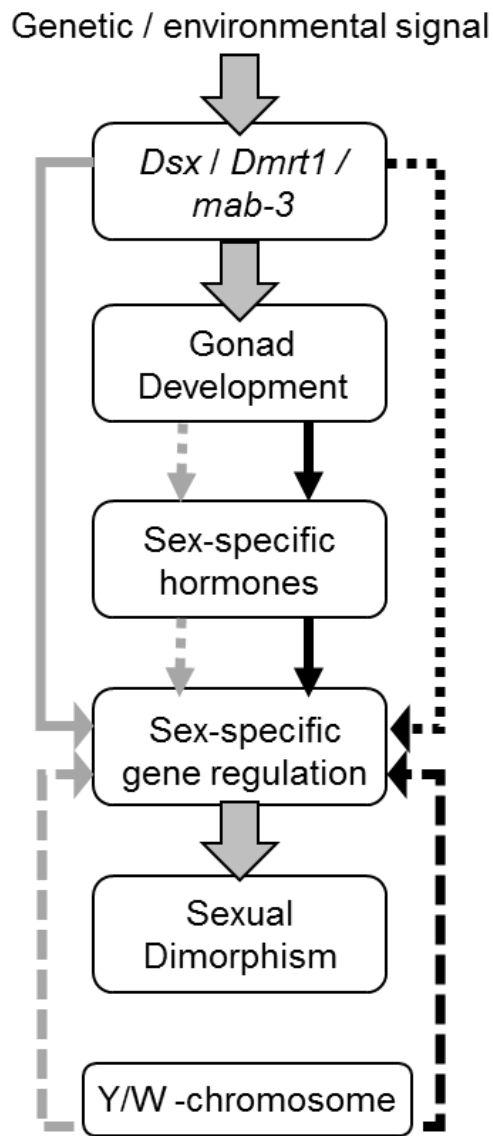 Genetic / environmental signal
Dsx / Dmrt1 /
mab-3
Gonad
Development
Sex-specific
hormones
Sex-specific
gene regulation
Sexual
Dimorphism
Y/W -chromosome